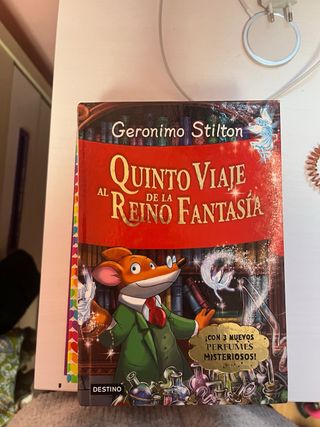 Geronimo Stilton
QUINTO VIAJE
AL DE LA
REINO FANTASÍA
¡CON 3 NUEVOS
PERFUMES
MISTERIOSOS!
DESTINO